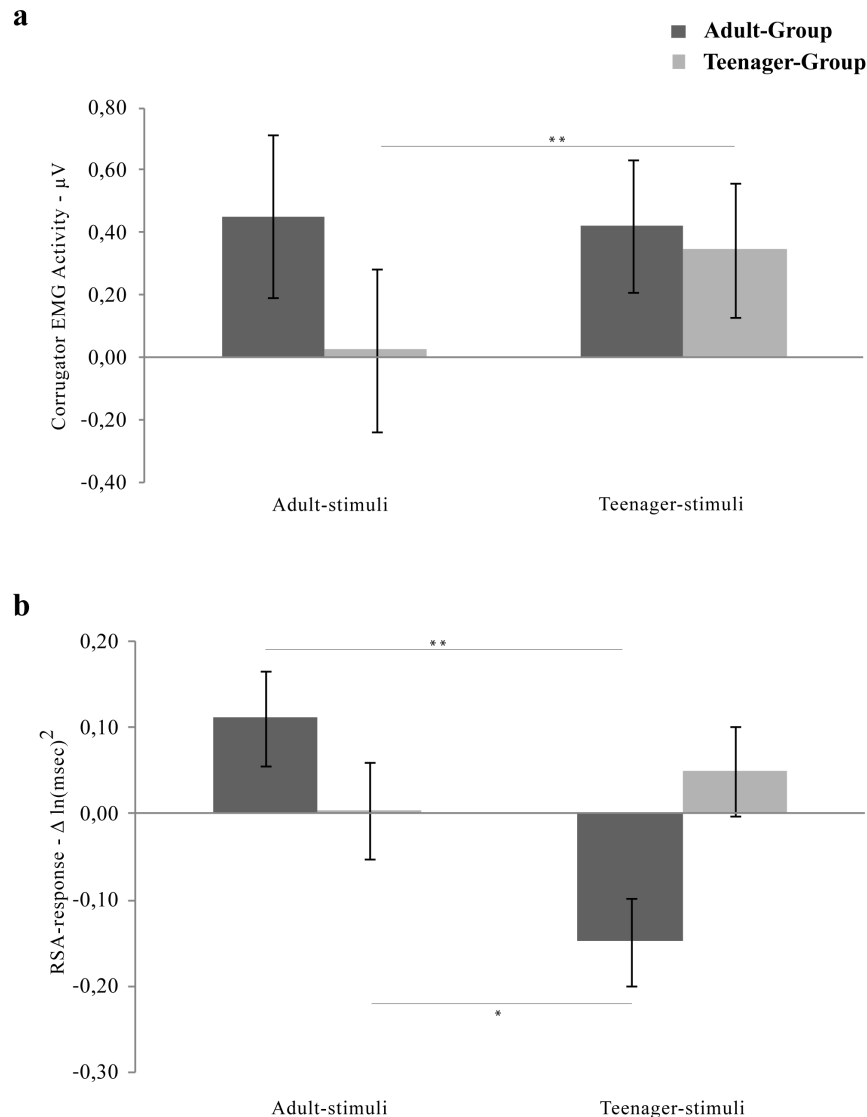 a
Adult-Group
Teenager-Group
0,80
0,60
0,40
0,20
0,00
-0,20
-0,40
Corrugator EMG Activity - µV
**
Adult-stimuli
Teenager-stimuli
b
0,20
0,10
0,00
-0,10
-0,20
-0,30
RSA-response - Δ ln(msec)²
**
*
Adult-stimuli
Teenager-stimuli